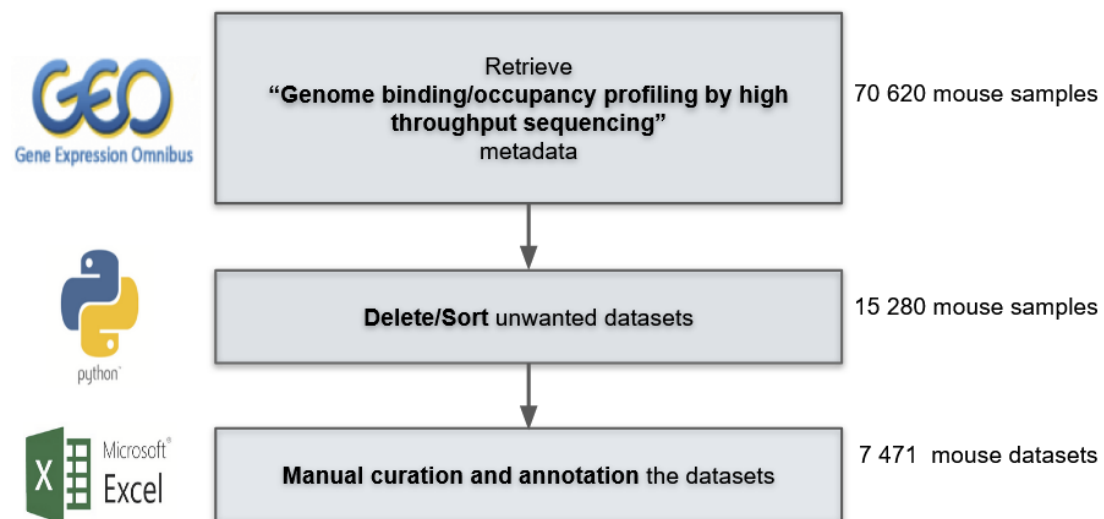 GEO
Gene Expression Omnibus
Retrieve
“Genome binding/occupancy profiling by high
throughput sequencing”
metadata
70 620 mouse samples
python™
Delete/Sort unwanted datasets
15 280 mouse samples
X
Microsoft®
Excel
Manual curation and annotation the datasets
7 471 mouse datasets